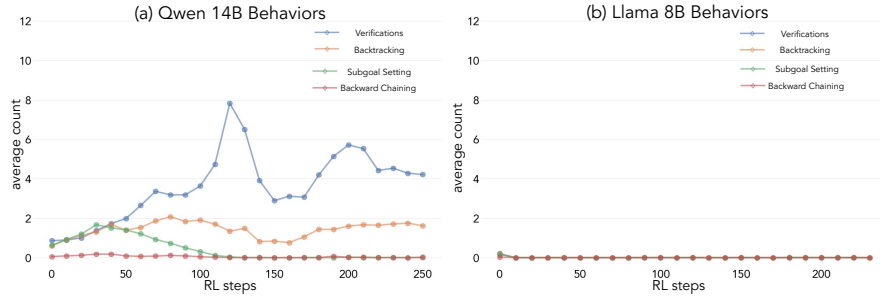 (a) Qwen 14B Behaviors
12
10
8
6
4
2
0
average count
Verifications
Backtracking
Subgoal Setting
Backward Chaining
0 50 100 150 200 250
RL steps
(b) Llama 8B Behaviors
12
10
8
6
4
2
0
average count
Verifications
Backtracking
Subgoal Setting
Backward Chaining
0 50 100 150 200
RL steps